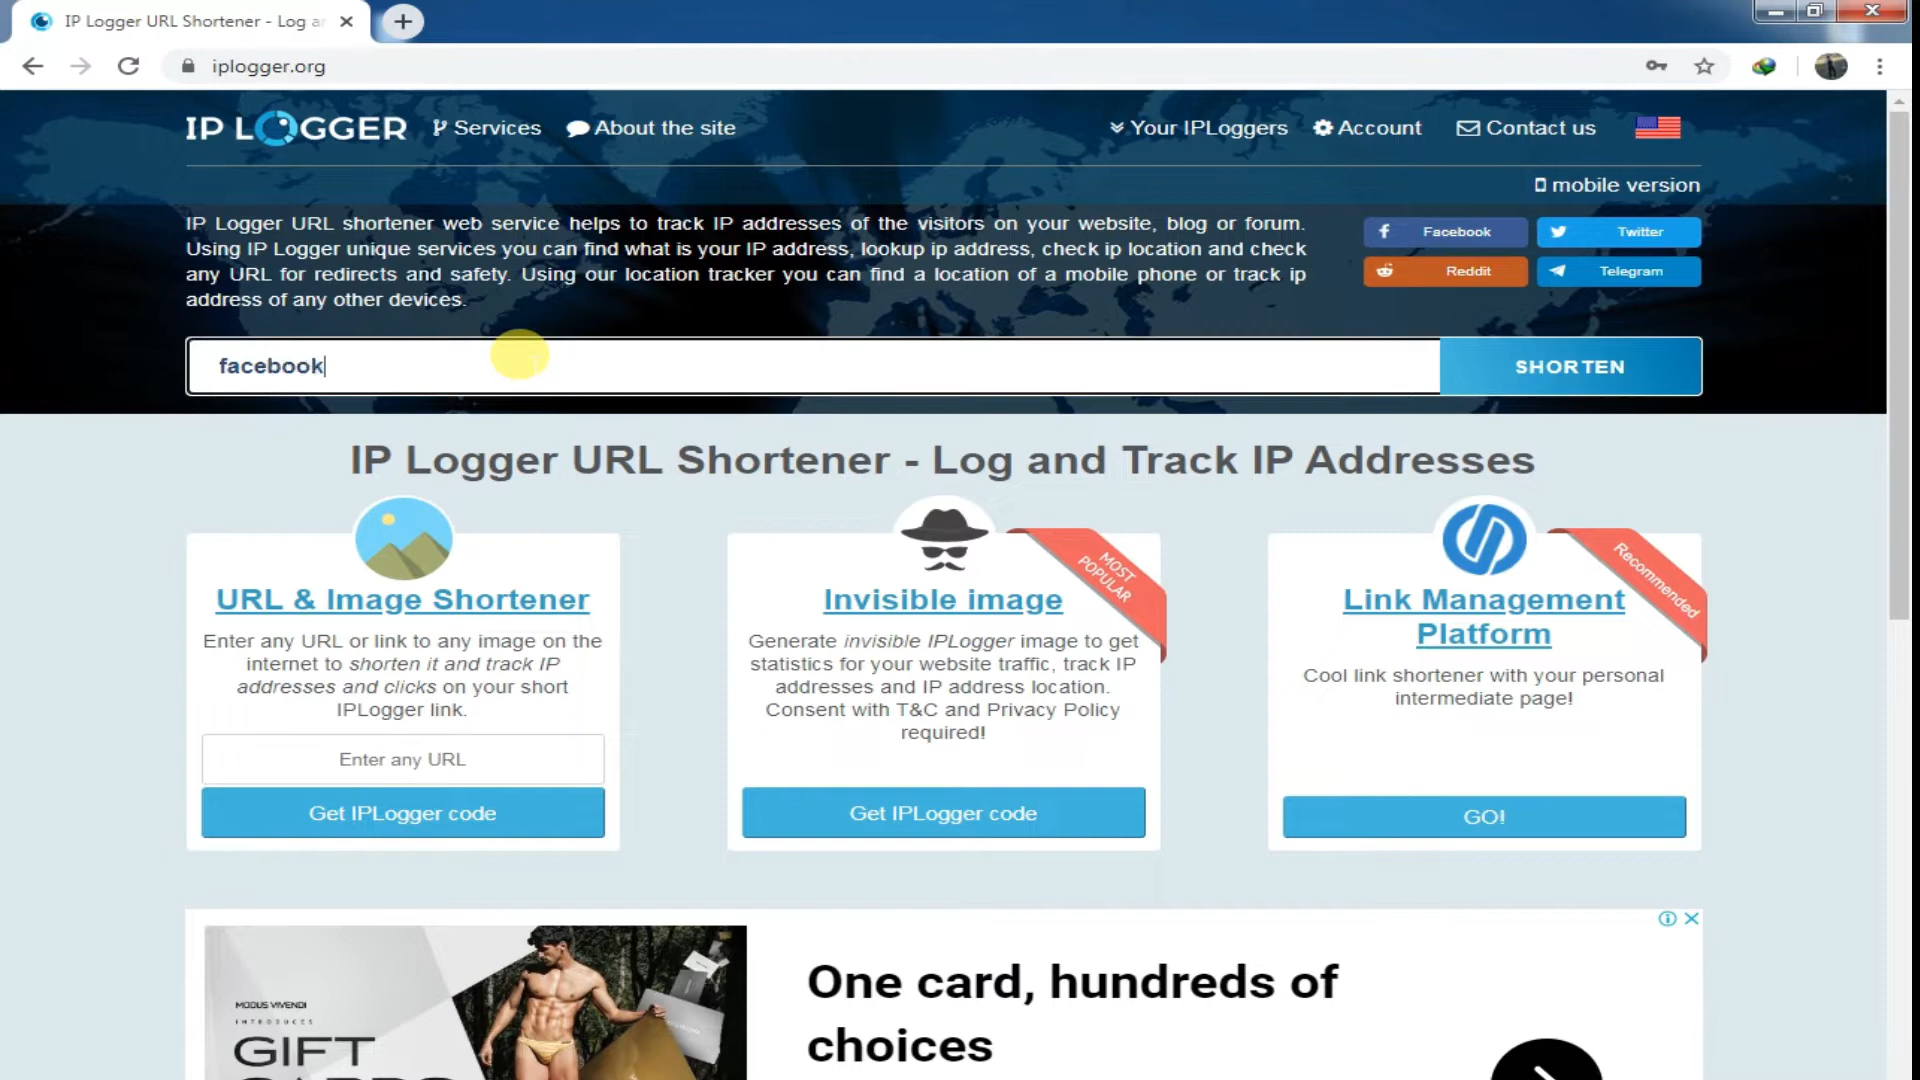 IP Logger URL Shortener - Log a
iplogger.org
IP LOGGER
Services
About the site
Your IPLoggers
Account
Contact us
mobile version
IP Logger URL shortener web service helps to track IP addresses of the visitors on your website, blog or forum.
Using IP Logger unique services you can find what is your IP address, lookup ip address, check ip location and check
any URL for redirects and safety. Using our location tracker you can find a location of a mobile phone or track ip
address of any other devices.
Facebook
Twitter
Reddit
Telegram
facebook
SHORTEN
IP Logger URL Shortener - Log and Track IP Addresses
URL & Image Shortener
Enter any URL or link to any image on the
internet to shorten it and track IP
addresses and clicks on your short
IPLogger link.
Enter any URL
Get IPLogger code
MOST
POPULAR
Invisible image
Generate invisible IPLogger image to get
statistics for your website traffic, track IP
addresses and IP address location.
Consent with T&C and Privacy Policy
required!
Get IPLogger code
Recommended
Link Management
Platform
Cool link shortener with your personal
intermediate page!
GO!
MODUS VIVENDI
INTRODUCES
GIFT
CARDS
One card, hundreds of
choices